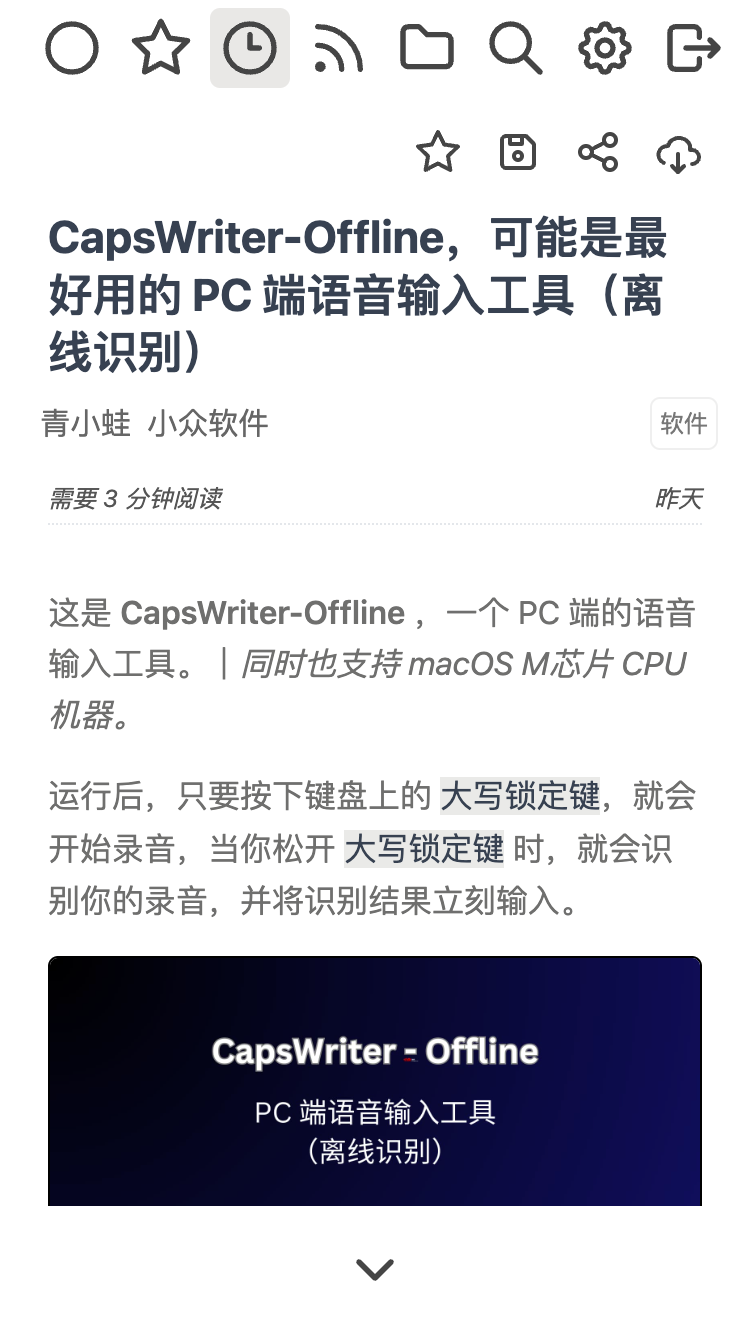 CapsWriter-Offline，可能是最
好用的 PC 端语音输入工具（离
线识别）
青小蛙 小众软件
软件
需要 3 分钟阅读
昨天
这是 CapsWriter-Offline ，一个 PC 端的语音
输入工具。｜同时也支持 macOS M芯片 CPU
机器。
运行后，只要按下键盘上的 大写锁定键，就会
开始录音，当你松开 大写锁定键 时，就会识
别你的录音，并将识别结果立刻输入。
CapsWriter - Offline
PC 端语音输入工具
（离线识别）